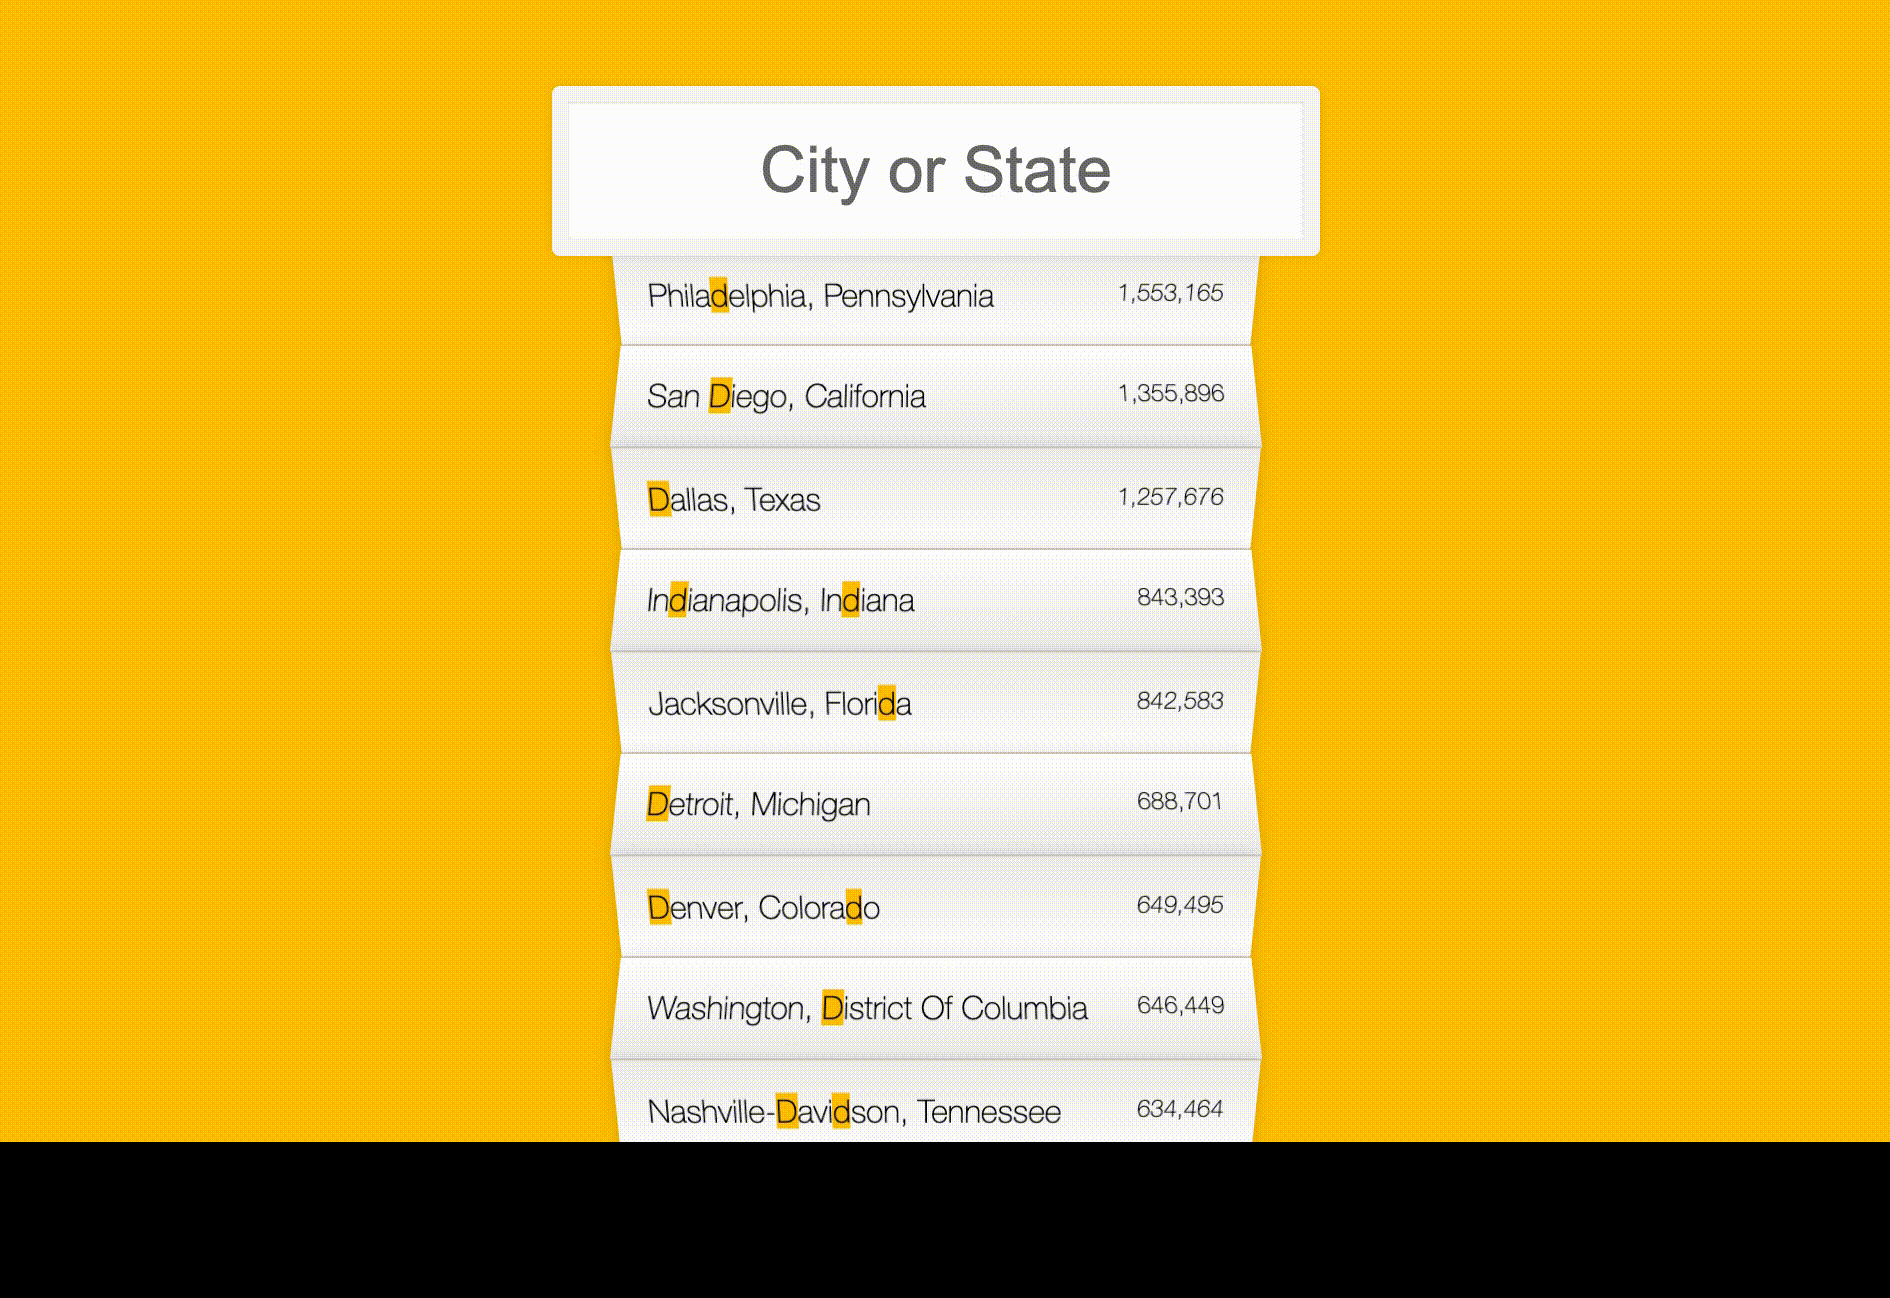 City or State
Philadelphia, Pennsylvania 1,553,165
San Diego, California 1,355,896
Dallas, Texas 1,257,676
Indianapolis, Indiana 843,393
Jacksonville, Florida 842,583
Detroit, Michigan 688,701
Denver, Colorado 649,495
Washington, District Of Columbia 646,449
Nashville-Davidson, Tennessee 634,464